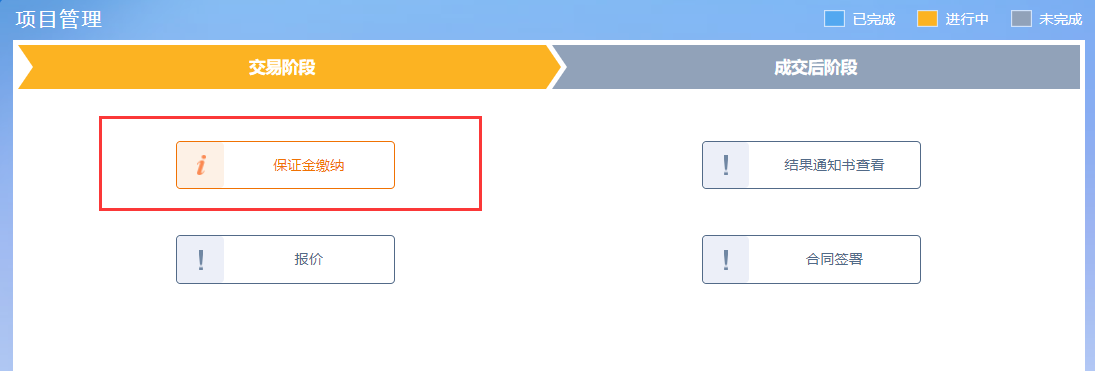 项目管理
已完成 进行中 未完成
交易阶段 成交后阶段
i 保证金缴纳
! 结果通知书查看
! 报价
! 合同签署